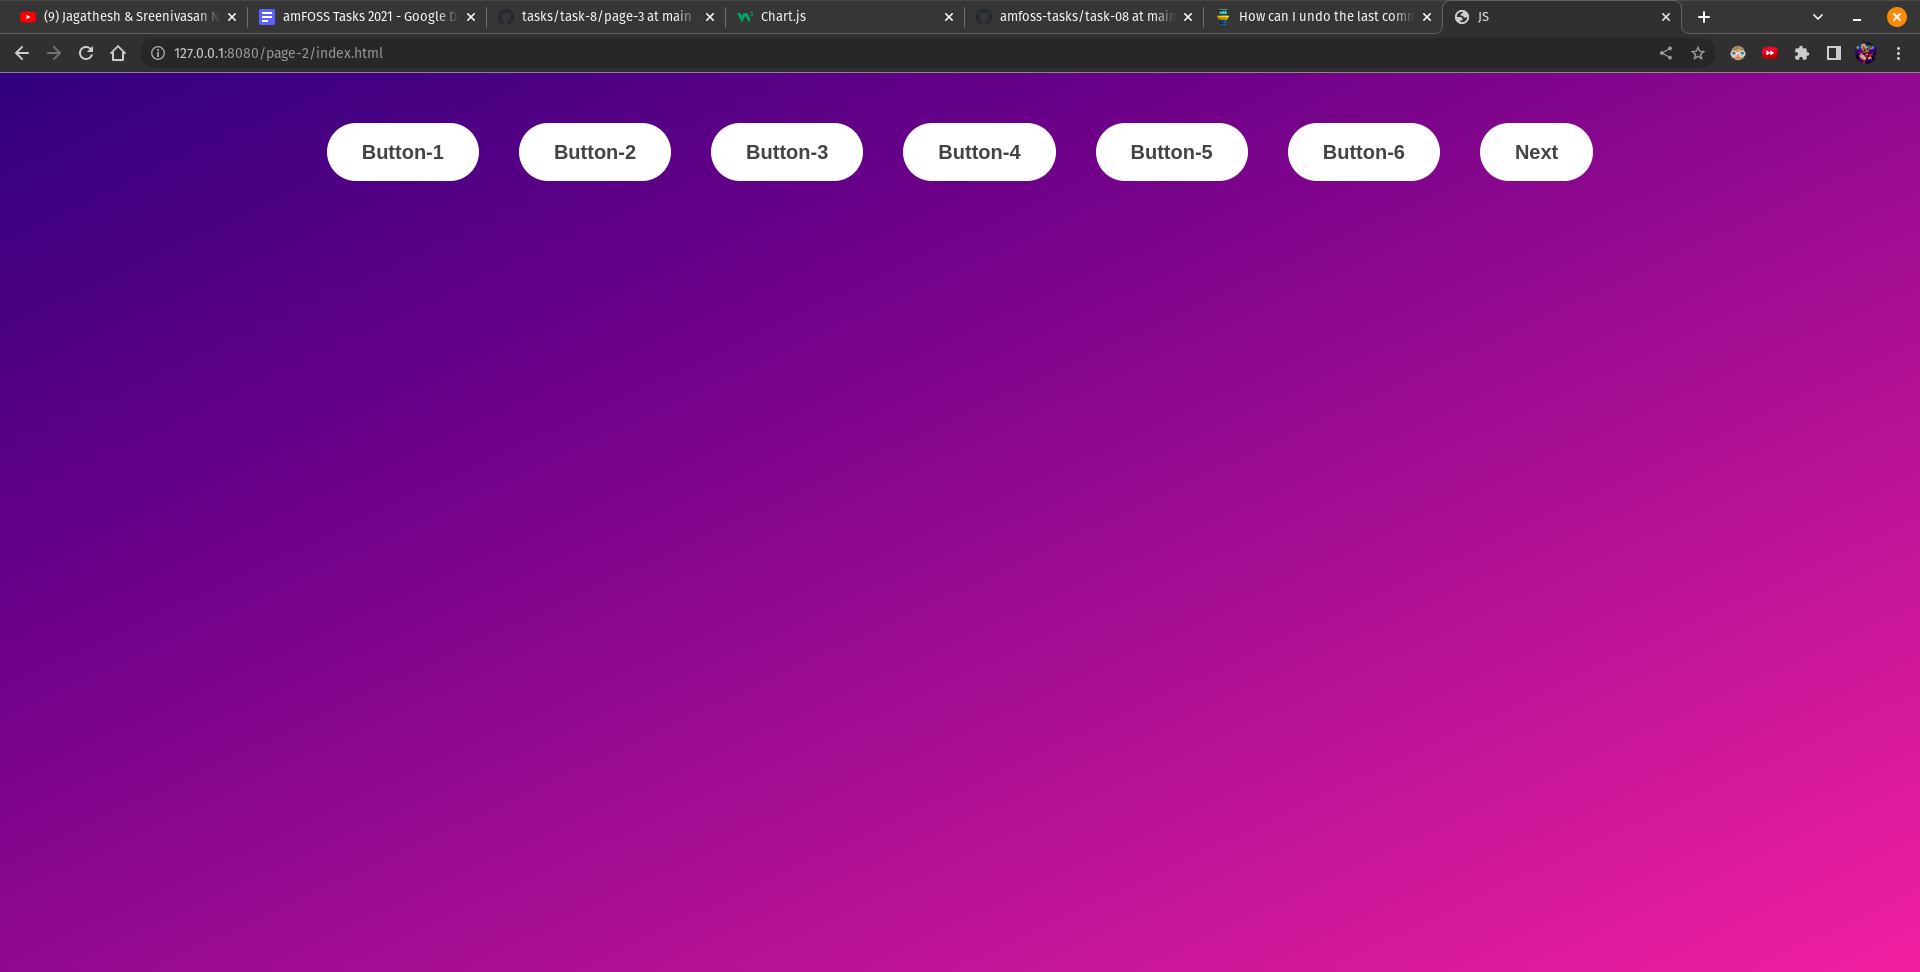 (9) Jagathesh & Sreenivasan N
amFOSS Tasks 2021 - Google D
tasks/task-8/page-3 at main
Chart.js
amfoss-tasks/task-08 at main
How can I undo the last comm
JS
127.0.0.1:8080/page-2/index.html
Button-1
Button-2
Button-3
Button-4
Button-5
Button-6
Next